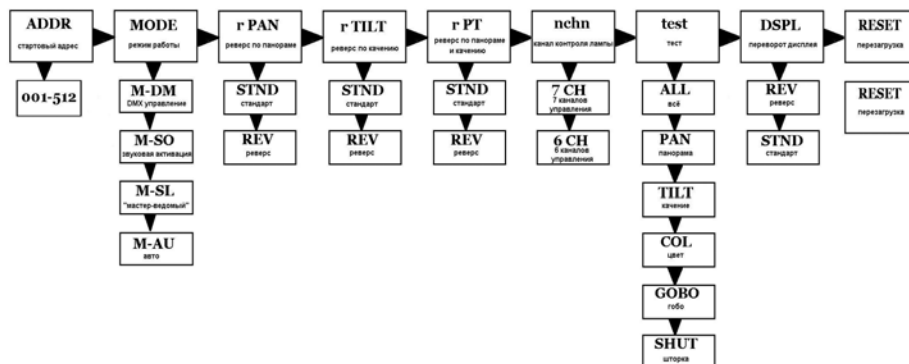 ADDR
стартовый адрес
001-512
MODE
режим работы
M-DM
DMX управление
M-SO
звуковая активация
M-SL
"мастер-ведомый"
M-AU
авто
r PAN
реверс по панораме
STND
стандарт
REV
реверс
r TILT
реверс по качению
STND
стандарт
REV
реверс
r PT
реверс по панораме
и качению
STND
стандарт
REV
реверс
nchn
канал контроля лампы
7 CH
7 каналов
управления
6 CH
6 каналов
управления
test
тест
ALL
всё
PAN
панорама
TILT
качение
COL
цвет
GOBO
гобо
SHUT
шторка
DSPL
переворот дисплея
REV
реверс
STND
стандарт
RESET
перезагрузка
RESET
перезагрузка